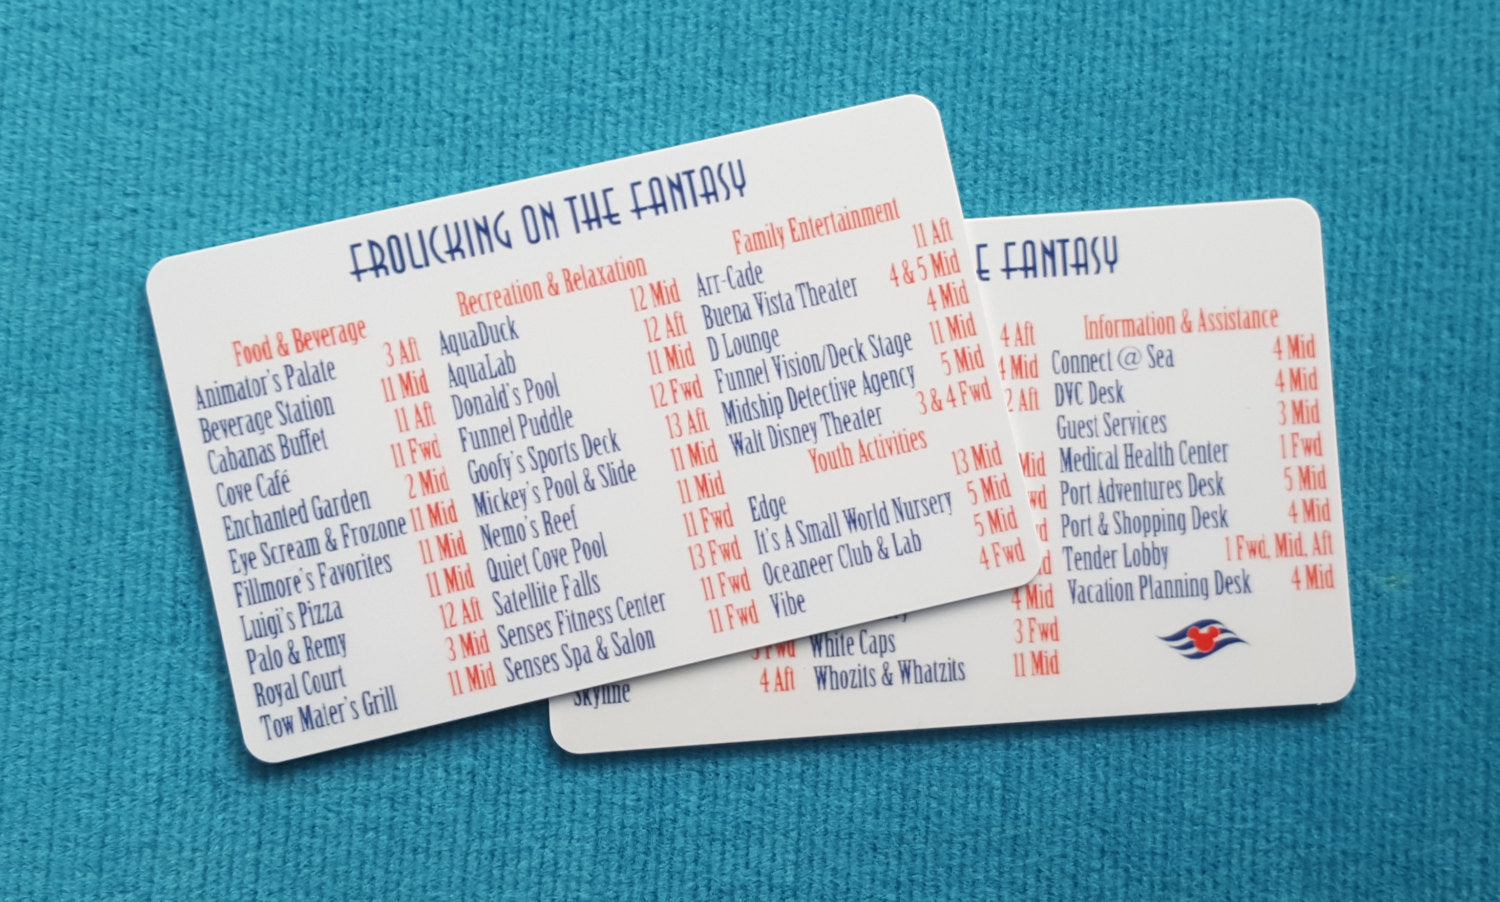 FROLICKING ON THE FANTASY
Food & Beverage
Animator's Palate 3 Aft
Beverage Station 11 Mid
Cabanas Buffet 11 Aft
Cove Café 11 Fwd
Enchanted Garden 2 Mid
Eye Scream & Frozone 11 Mid
Fillmore's Favorites 11 Mid
Luigi's Pizza 11 Mid
Palo & Remy 12 Aft
Royal Court 3 Mid
Tow Mater's Grill 11 Mid
Recreation & Relaxation
AquaDuck 12 Mid
AquaLab 12 Aft
Donald's Pool 11 Mid
Funnel Puddle 12 Fwd
Goofy's Sports Deck 13 Aft
Mickey's Pool & Slide 11 Mid
Nemo's Reef 11 Mid
Quiet Cove Pool 11 Fwd
Satellite Falls 13 Fwd
Senses Fitness Center 11 Fwd
Senses Spa & Salon 11 Fwd
Family Entertainment
Arr-Cade 11 Aft
Buena Vista Theater 4 & 5 Mid
D Lounge 4 Mid
Funnel Vision/Deck Stage 11 Mid
Midship Detective Agency 5 Mid
Walt Disney Theater 3 & 4 Fwd
Youth Activities
Edge 13 Mid
It's A Small World Nursery 5 Mid
Oceaneer Club & Lab 5 Mid
Vibe 4 Fwd
E FANTASY
Skyline 4 Aft
4 Aft
Mid
Aft
Mid
4 Mid
White Caps 3 Fwd
Whozits & Whatzits 11 Mid
Information & Assistance
Connect @ Sea 4 Mid
DVC Desk 4 Mid
Guest Services 3 Mid
Medical Health Center 1 Fwd
Port Adventures Desk 5 Mid
Port & Shopping Desk 4 Mid
Tender Lobby 1 Fwd, Mid, Aft
Vacation Planning Desk 4 Mid